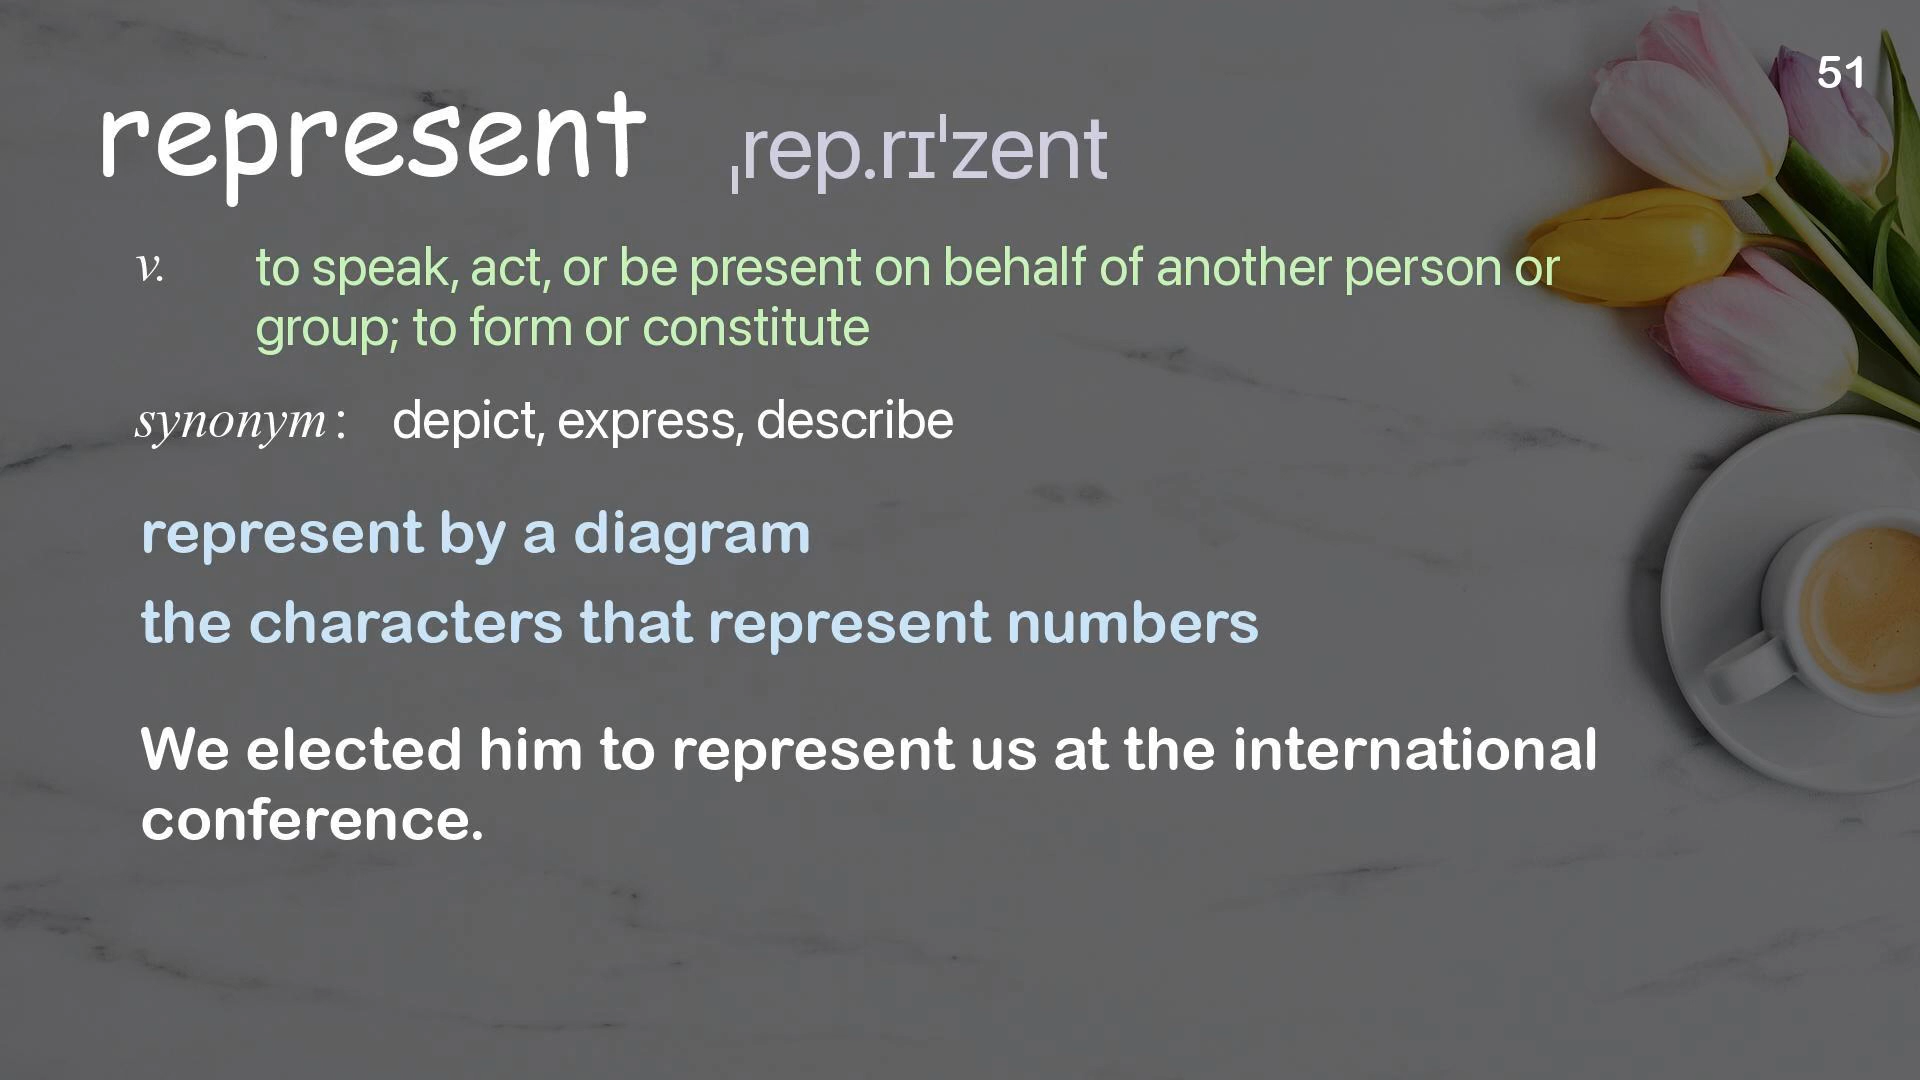 51
represent ˌrep.rɪˈzent
v. to speak, act, or be present on behalf of another person or
group; to form or constitute
synonym: depict, express, describe
represent by a diagram
the characters that represent numbers
We elected him to represent us at the international
conference.